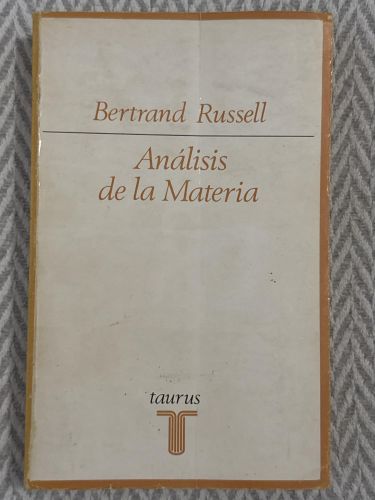 Bertrand Russell
Análisis
de la Materia
taurus